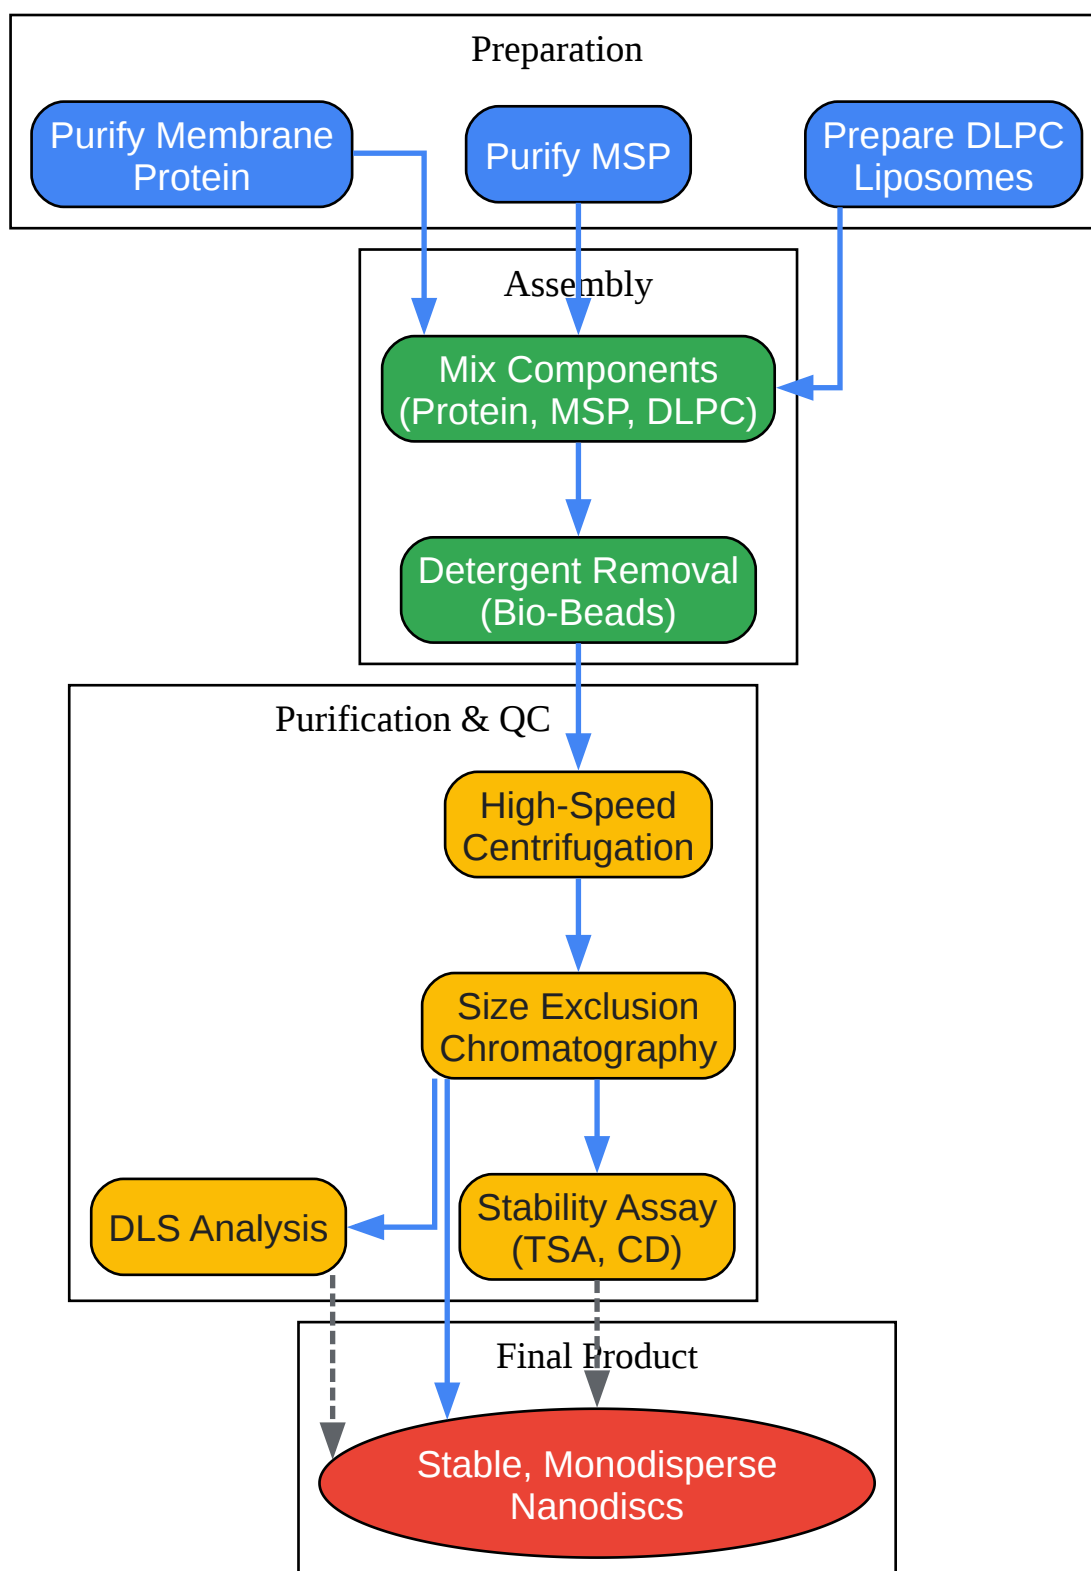 Preparation
Purify Membrane
Protein
Purify MSP
Prepare DLPC
Liposomes
Assembly
Mix Components
(Protein, MSP, DLPC)
Detergent Removal
(Bio-Beads)
Purification & QC
High-Speed
Centrifugation
Size Exclusion
Chromatography
DLS Analysis
Stability Assay
(TSA, CD)
Final Product
Stable, Monodisperse
Nanodiscs